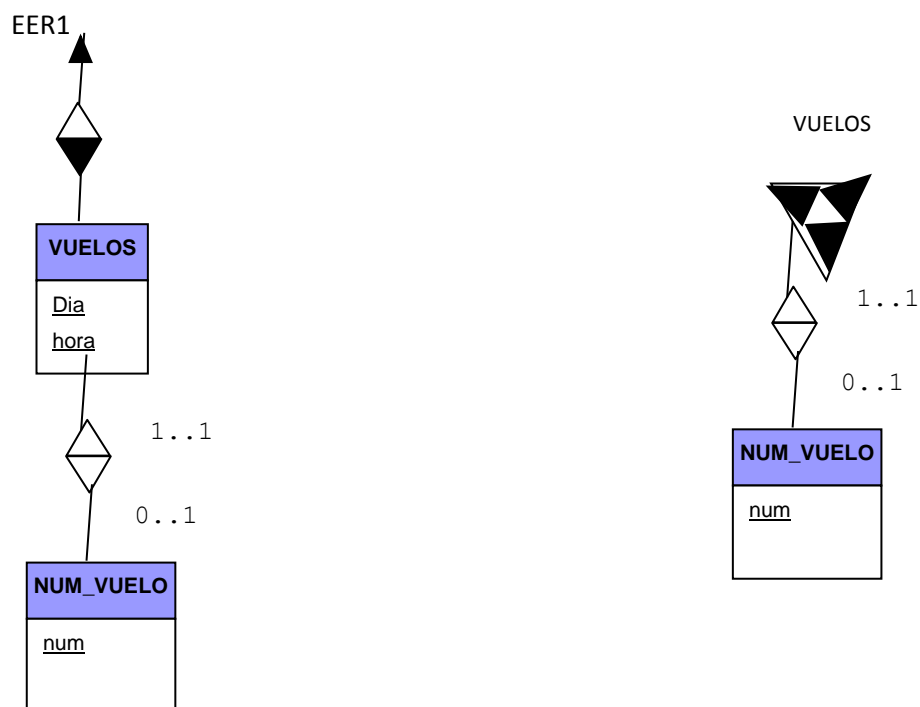 EER1
VUELOS
Dia
hora
1..1
0..1
NUM_VUELO
num
VUELOS
1..1
0..1
NUM_VUELO
num